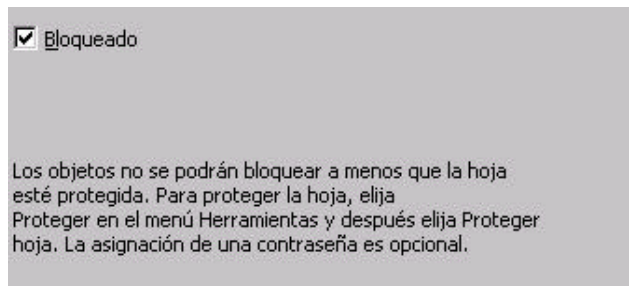 Bloqueado
Los objetos no se podrán bloquear a menos que la hoja
esté protegida. Para proteger la hoja, elija
Proteger en el menú Herramientas y después elija Proteger
hoja. La asignación de una contraseña es opcional.